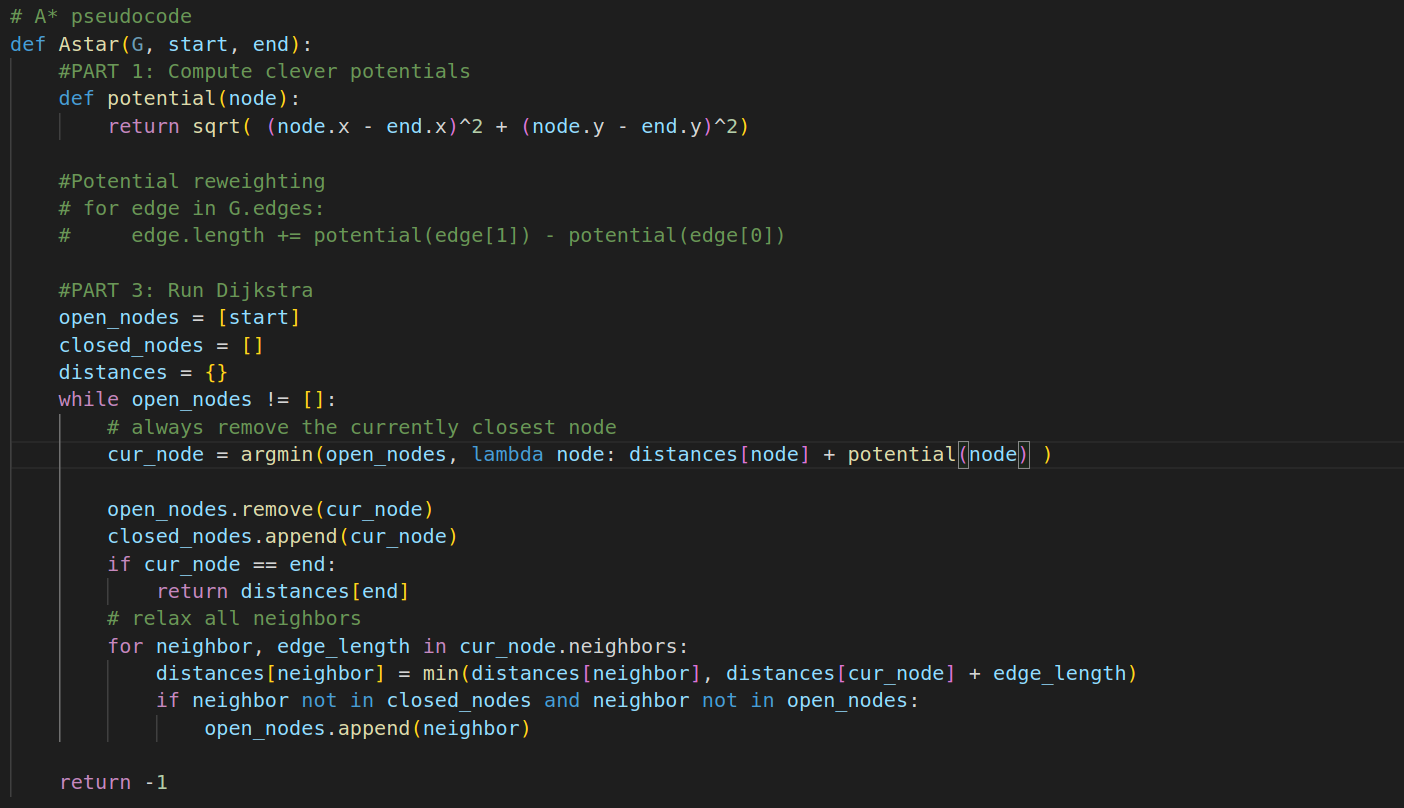 # A* pseudocode
def Astar(G, start, end):
    #PART 1: Compute clever potentials
    def potential(node):
        return sqrt( (node.x - end.x)^2 + (node.y - end.y)^2)

    #Potential reweighting
    # for edge in G.edges:
    #     edge.length += potential(edge[1]) - potential(edge[0])

    #PART 3: Run Dijkstra
    open_nodes = [start]
    closed_nodes = []
    distances = {}
    while open_nodes != []:
        # always remove the currently closest node
        cur_node = argmin(open_nodes, lambda node: distances[node] + potential(node) )

        open_nodes.remove(cur_node)
        closed_nodes.append(cur_node)
        if cur_node == end:
            return distances[end]
        # relax all neighbors
        for neighbor, edge_length in cur_node.neighbors:
            distances[neighbor] = min(distances[neighbor], distances[cur_node] + edge_length)
            if neighbor not in closed_nodes and neighbor not in open_nodes:
                open_nodes.append(neighbor)

    return -1